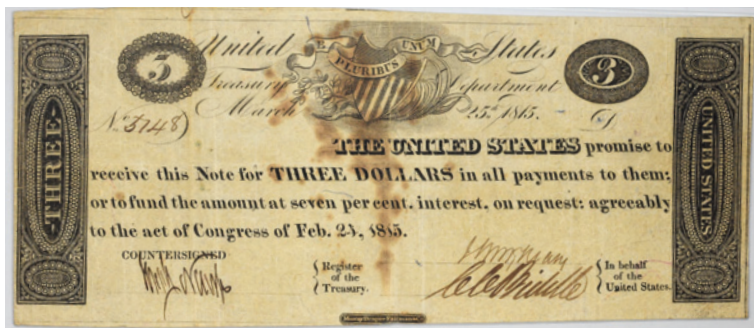 United E PLURIBUS UNUM States
3 Treasury Department 3
March 25th 1815.
No. 5748) D
THREE
UNITED STATES
THE UNITED STATES promise to
receive this Note for THREE DOLLARS in all payments to them;
or to fund the amount at seven per cent. interest, on request: agreeably
to the act of Congress of Feb. 24, 1815.
COUNTERSIGNED
Register
of the
Treasury.
C C Biddle
In behalf
of the
United States.